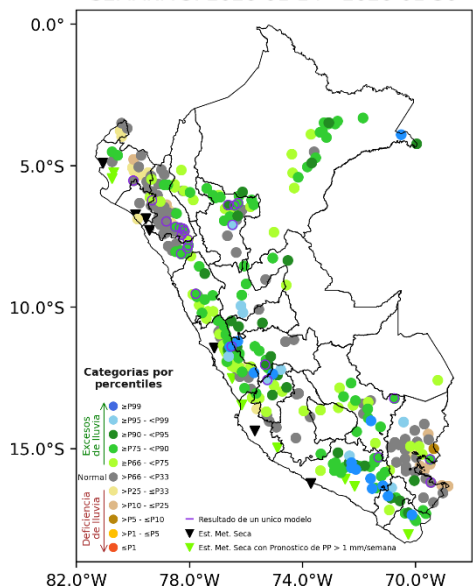 0.0°
5.0°S
10.0°S
15.0°S
82.0°W
78.0°W
74.0°W
70.0°W
Categorias por
percentiles
Excesos
de lluvia
≥P99
≥P95 - <P99
≥P90 - <P95
≥P75 - <P90
≥P66 - <P75
Normal
>P66 - <P33
>P25 - ≤P33
Deficiencia
de lluvia
>P10 - ≤P25
>P5 - ≤P10
>P1 - ≤P5
≤P1
Resultado de un unico modelo
Est. Met. Seca
Est. Met. Seca con Pronostico de PP > 1 mm/semana